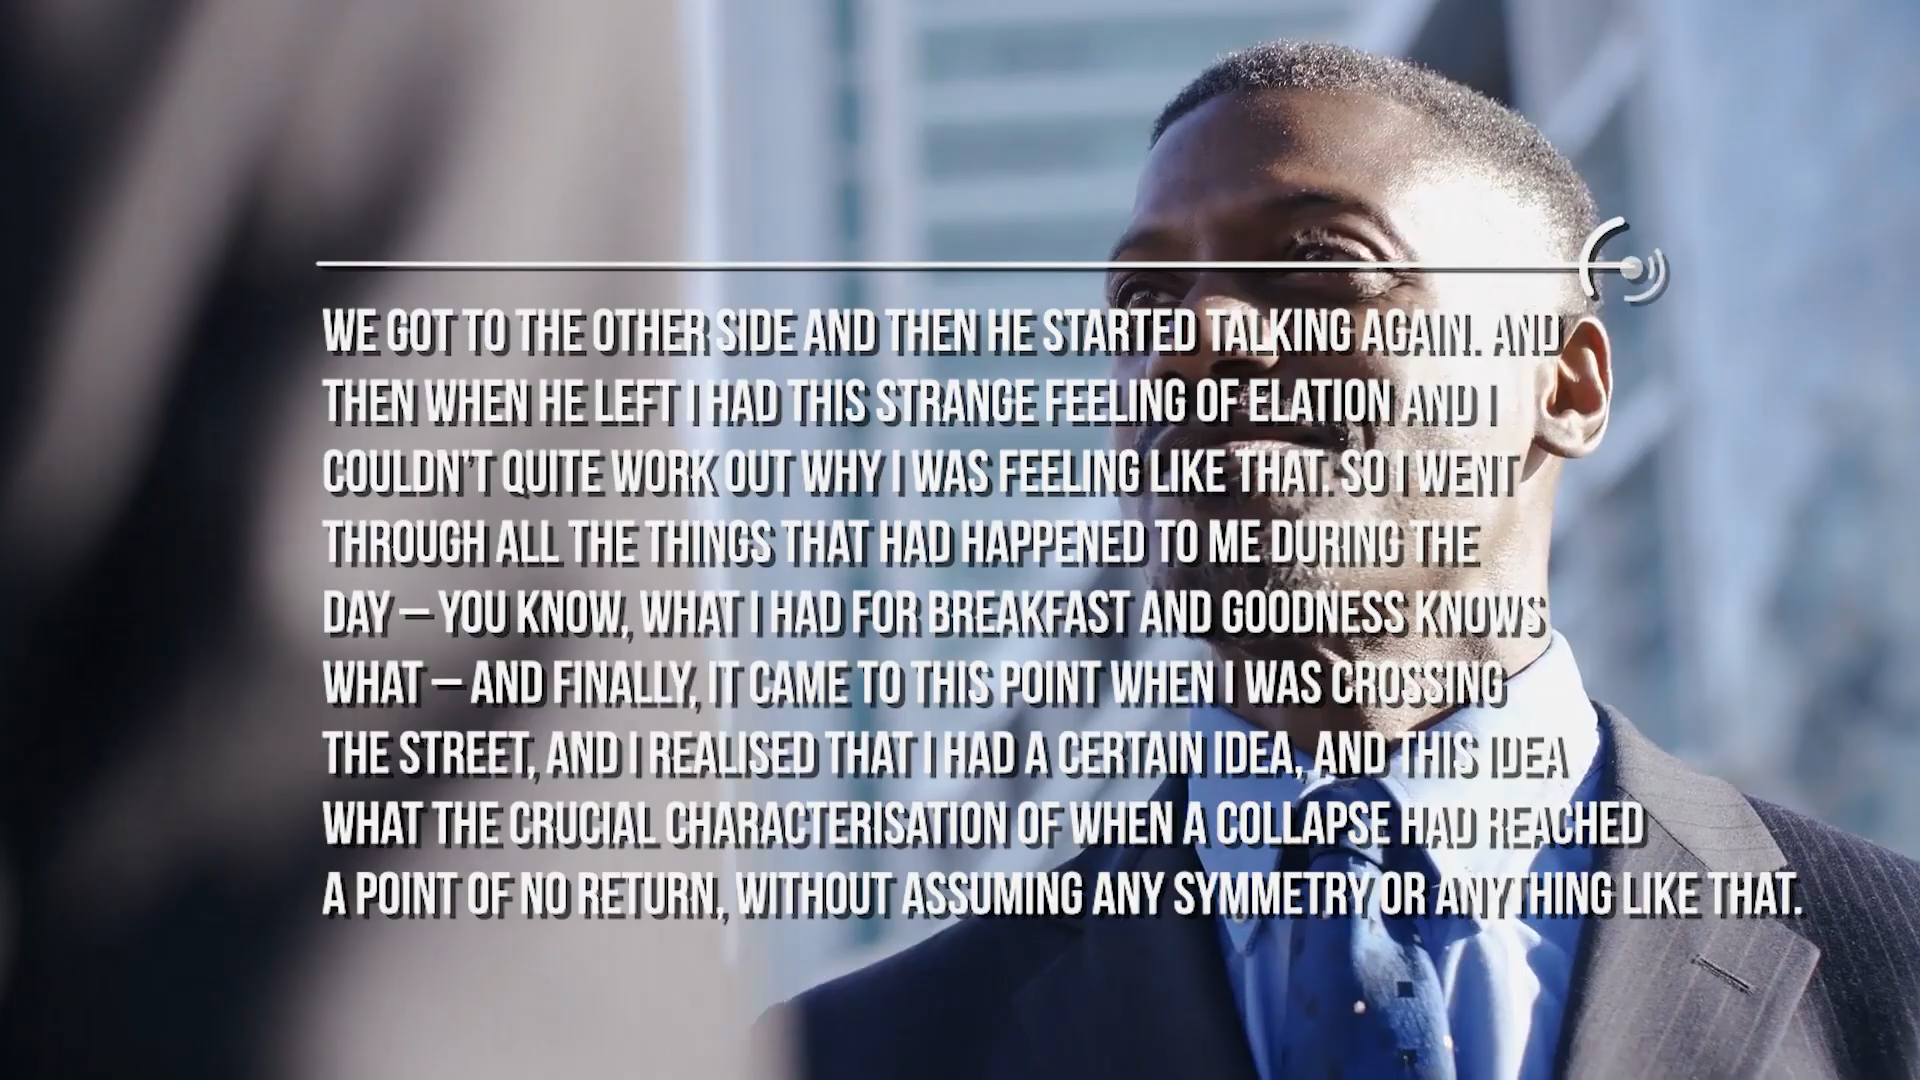 WE GOT TO THE OTHER SIDE AND THEN HE STARTED TALKING AGAIN. AND
THEN WHEN HE LEFT I HAD THIS STRANGE FEELING OF ELATION AND I
COULDN'T QUITE WORK OUT WHY I WAS FEELING LIKE THAT. SO I WENT
THROUGH ALL THE THINGS THAT HAD HAPPENED TO ME DURING THE
DAY – YOU KNOW, WHAT I HAD FOR BREAKFAST AND GOODNESS KNOWS
WHAT – AND FINALLY, IT CAME TO THIS POINT WHEN I WAS CROSSING
THE STREET, AND I REALISED THAT I HAD A CERTAIN IDEA, AND THIS IDEA
WHAT THE CRUCIAL CHARACTERISATION OF WHEN A COLLAPSE HAD REACHED
A POINT OF NO RETURN, WITHOUT ASSUMING ANY SYMMETRY OR ANYTHING LIKE THAT.